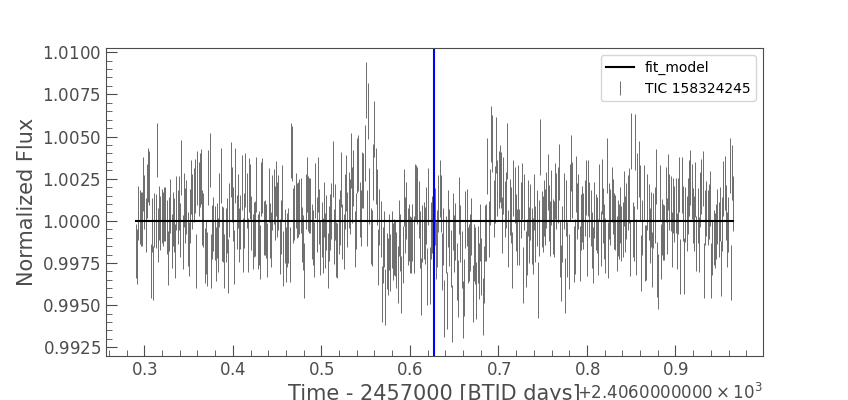 1.0100
1.0075
1.0050
1.0025
1.0000
0.9975
0.9950
0.9925
Normalized Flux
fit_model
TIC 158324245
0.3 0.4 0.5 0.6 0.7 0.8 0.9
Time - 2457000 [BTJD days]
+2.4060000000 × 10³